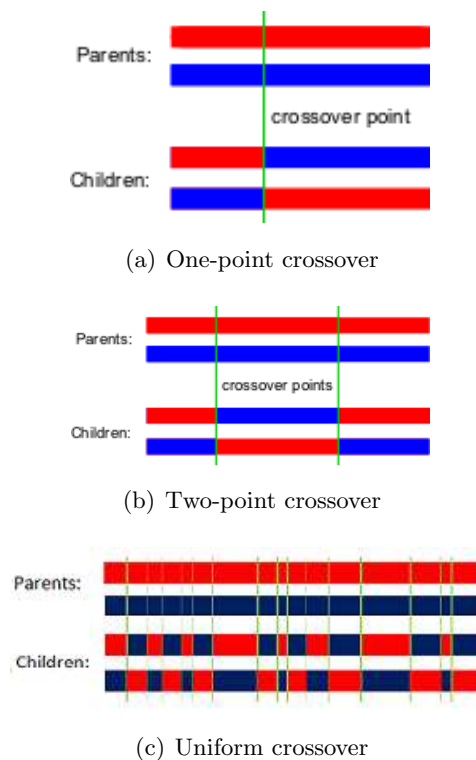 Parents:
crossover point
Children:
(a) One-point crossover
Parents:
crossover points
Children:
(b) Two-point crossover
Parents:
Children:
(c) Uniform crossover